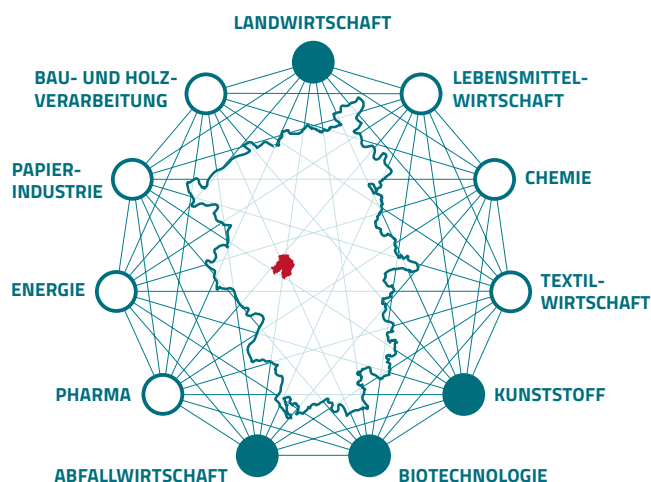 LANDWIRTSCHAFT
BAU- UND HOLZ-
VERARBEITUNG
LEBENSMITTEL-
WIRTSCHAFT
PAPIER-
INDUSTRIE
CHEMIE
ENERGIE
TEXTIL-
WIRTSCHAFT
PHARMA
KUNSTSTOFF
ABFALLWIRTSCHAFT
BIOTECHNOLOGIE